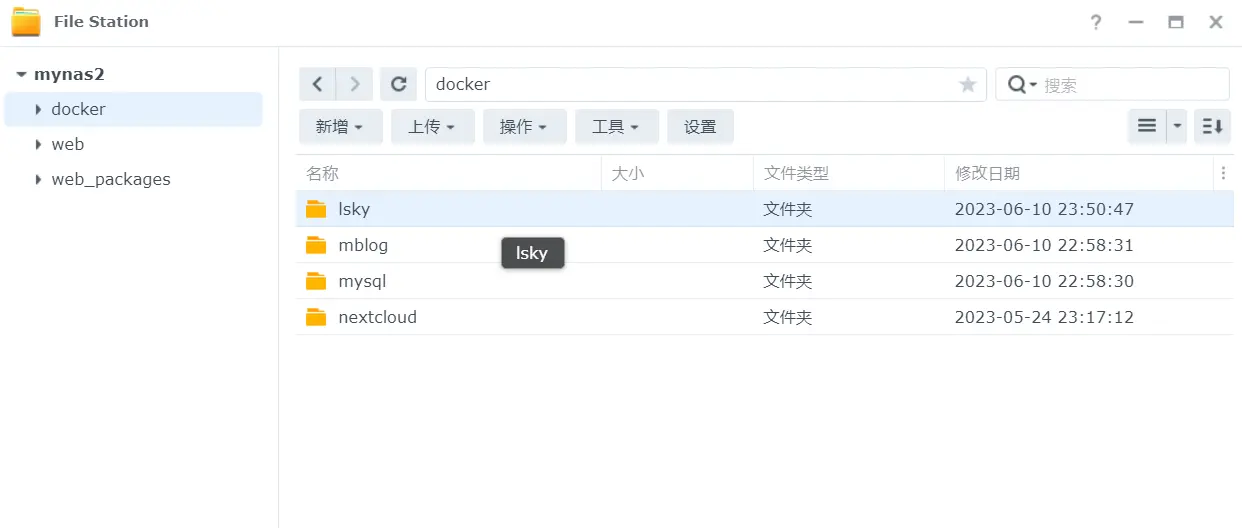 File Station
mynas2
docker
web
web_packages
docker
搜索
新增 上传 操作 工具 设置
名称 大小 文件类型 修改日期
lsky 文件夹 2023-06-10 23:50:47
mblog 文件夹 2023-06-10 22:58:31
lsky
mysql 文件夹 2023-06-10 22:58:30
nextcloud 文件夹 2023-05-24 23:17:12